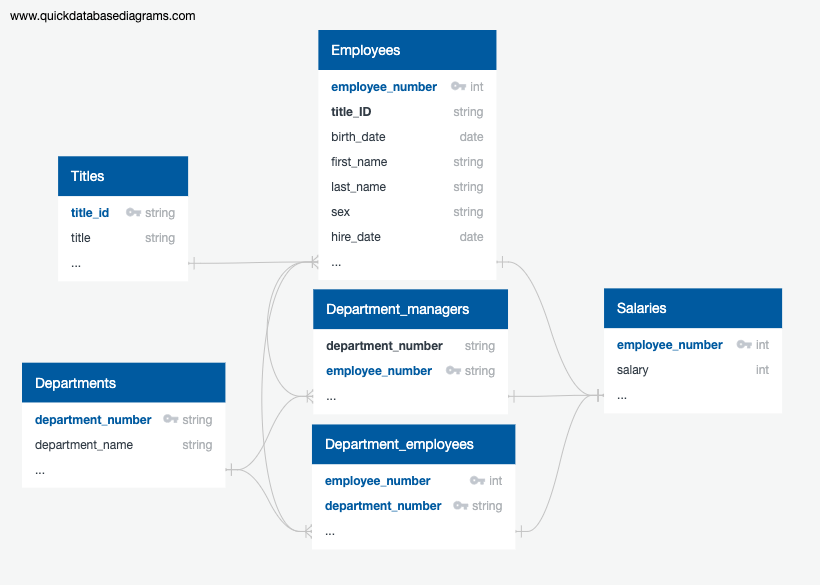 www.quickdatabasediagrams.com
Employees
employee_number int
title_ID string
birth_date date
first_name string
last_name string
sex string
hire_date date
...
Titles
title_id string
title string
...
Department_managers
department_number string
employee_number string
...
Salaries
employee_number int
salary int
...
Departments
department_number string
department_name string
...
Department_employees
employee_number int
department_number string
...